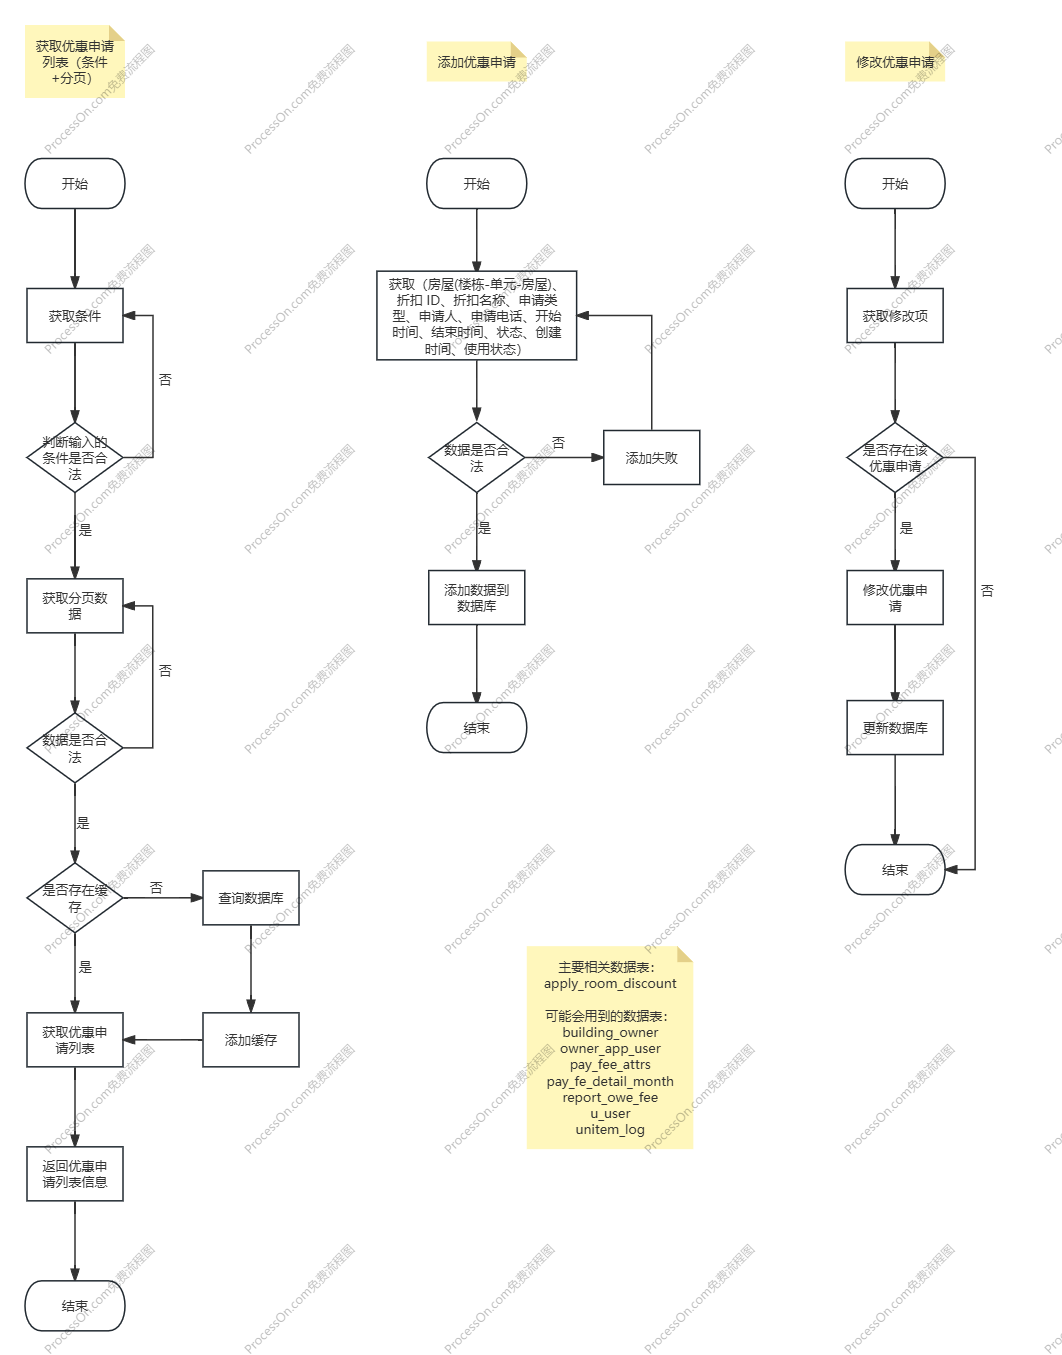 获取优惠申请
列表（条件
+分页）
开始
获取条件
否
判断输入的
条件是否合
法
是
获取分页数
据
否
数据是否合
法
是
是否存在缓
存
否
查询数据库
是
添加缓存
获取优惠申
请列表
返回优惠申
请列表信息
结束
添加优惠申请
开始
获取（房屋(楼栋-单元-房屋)、
折扣 ID、折扣名称、申请类
型、申请人、申请电话、开始
时间、结束时间、状态、创建
时间、使用状态）
数据是否合
法
否
添加失败
是
添加数据到
数据库
结束
修改优惠申请
开始
获取修改项
是否存在该
优惠申请
是
否
修改优惠申
请
更新数据库
结束
主要相关数据表：
apply_room_discount
可能会用到的数据表：
building_owner
owner_app_user
pay_fee_attrs
pay_fe_detail_month
report_owe_fee
u_user
unitem_log
ProcessOn.com免费流程图